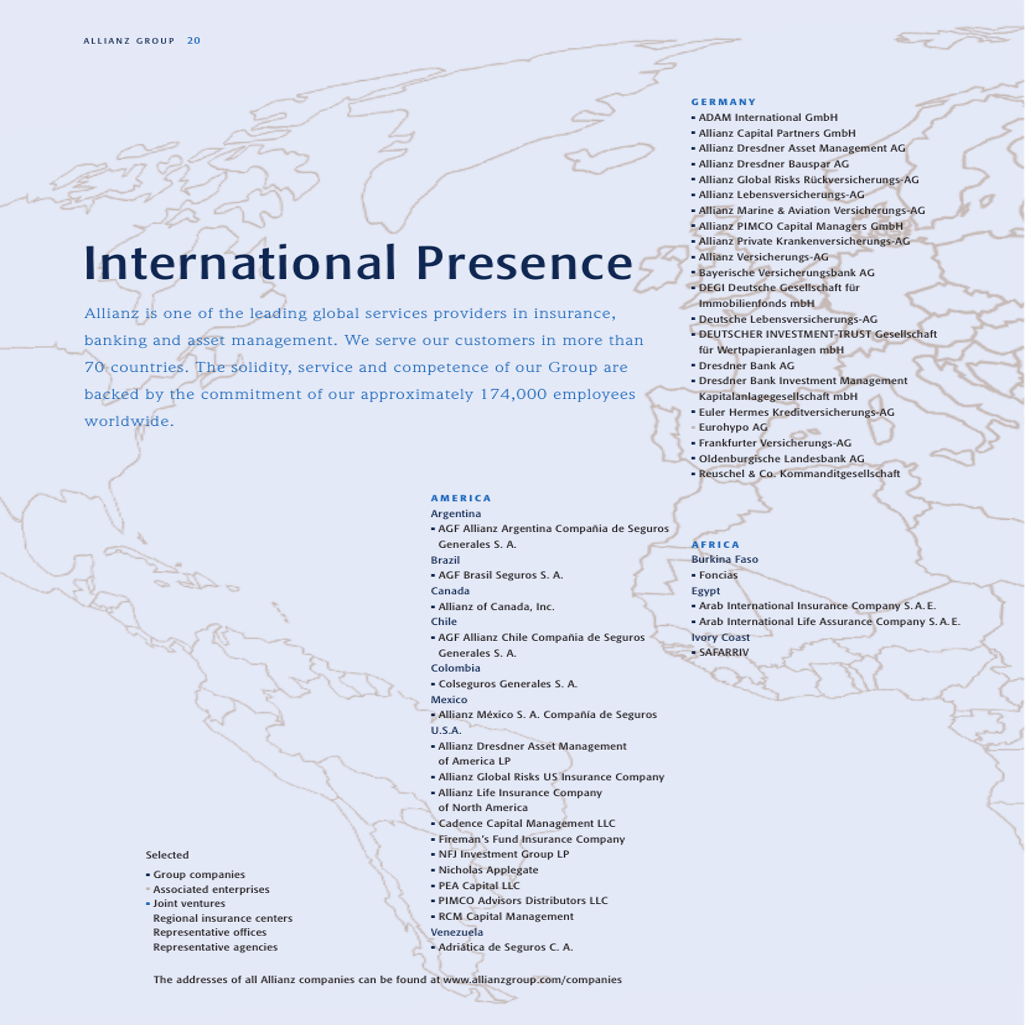 ALLIANZ GROUP 20
International Presence
Allianz is one of the leading global services providers in insurance,
banking and asset management. We serve our customers in more than
70 countries. The solidity, service and competence of our Group are
backed by the commitment of our approximately 174,000 employees
worldwide.
GERMANY
▪ ADAM International GmbH
▪ Allianz Capital Partners GmbH
▪ Allianz Dresdner Asset Management AG
▪ Allianz Dresdner Bauspar AG
▪ Allianz Global Risks Rückversicherungs-AG
▪ Allianz Lebensversicherungs-AG
▪ Allianz Marine & Aviation Versicherungs-AG
▪ Allianz PIMCO Capital Managers GmbH
▪ Allianz Private Krankenversicherungs-AG
▪ Allianz Versicherungs-AG
▪ Bayerische Versicherungsbank AG
▪ DEGI Deutsche Gesellschaft für
Immobilienfonds mbH
▪ Deutsche Lebensversicherungs-AG
▪ DEUTSCHER INVESTMENT-TRUST Gesellschaft
für Wertpapieranlagen mbH
▪ Dresdner Bank AG
▪ Dresdner Bank Investment Management
Kapitalanlagegesellschaft mbH
▪ Euler Hermes Kreditversicherungs-AG
▪ Eurohypo AG
▪ Frankfurter Versicherungs-AG
▪ Oldenburgische Landesbank AG
▪ Reuschel & Co. Kommanditgesellschaft
AMERICA
Argentina
▪ AGF Allianz Argentina Compañia de Seguros
Generales S. A.
Brazil
▪ AGF Brasil Seguros S. A.
Canada
▪ Allianz of Canada, Inc.
Chile
▪ AGF Allianz Chile Compañia de Seguros
Generales S. A.
Colombia
▪ Colseguros Generales S. A.
Mexico
▪ Allianz México S. A. Compañía de Seguros
U.S.A.
▪ Allianz Dresdner Asset Management
of America LP
▪ Allianz Global Risks US Insurance Company
▪ Allianz Life Insurance Company
of North America
▪ Cadence Capital Management LLC
▪ Fireman's Fund Insurance Company
▪ NFJ Investment Group LP
▪ Nicholas Applegate
▪ PEA Capital LLC
▪ PIMCO Advisors Distributors LLC
▪ RCM Capital Management
Venezuela
▪ Adriática de Seguros C. A.
AFRICA
Burkina Faso
▪ Foncias
Egypt
▪ Arab International Insurance Company S. A. E.
▪ Arab International Life Assurance Company S. A. E.
Ivory Coast
▪ SAFARRIV
Selected
▪ Group companies
▪ Associated enterprises
▪ Joint ventures
Regional insurance centers
Representative offices
Representative agencies
The addresses of all Allianz companies can be found at www.allianzgroup.com/companies